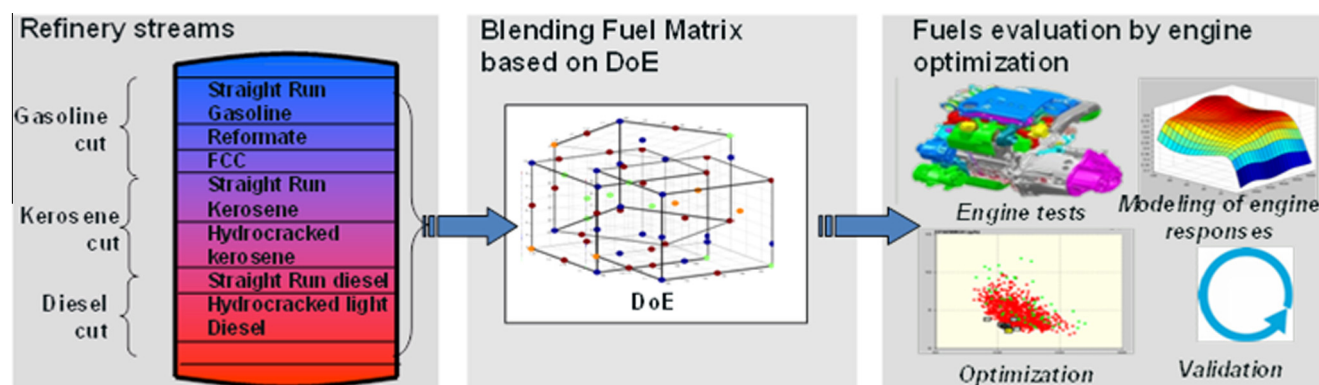 Refinery streams
Gasoline
cut
Kerosene
cut
Diesel
cut
Straight Run
Gasoline
Reformate
FCC
Straight Run
Kerosene
Hydrocracked
kerosene
Straight Run diesel
Hydrocracked light
Diesel
Blending Fuel Matrix
based on DoE
DoE
Fuels evaluation by engine
optimization
Engine tests
Modeling of engine
responses
Optimization
Validation